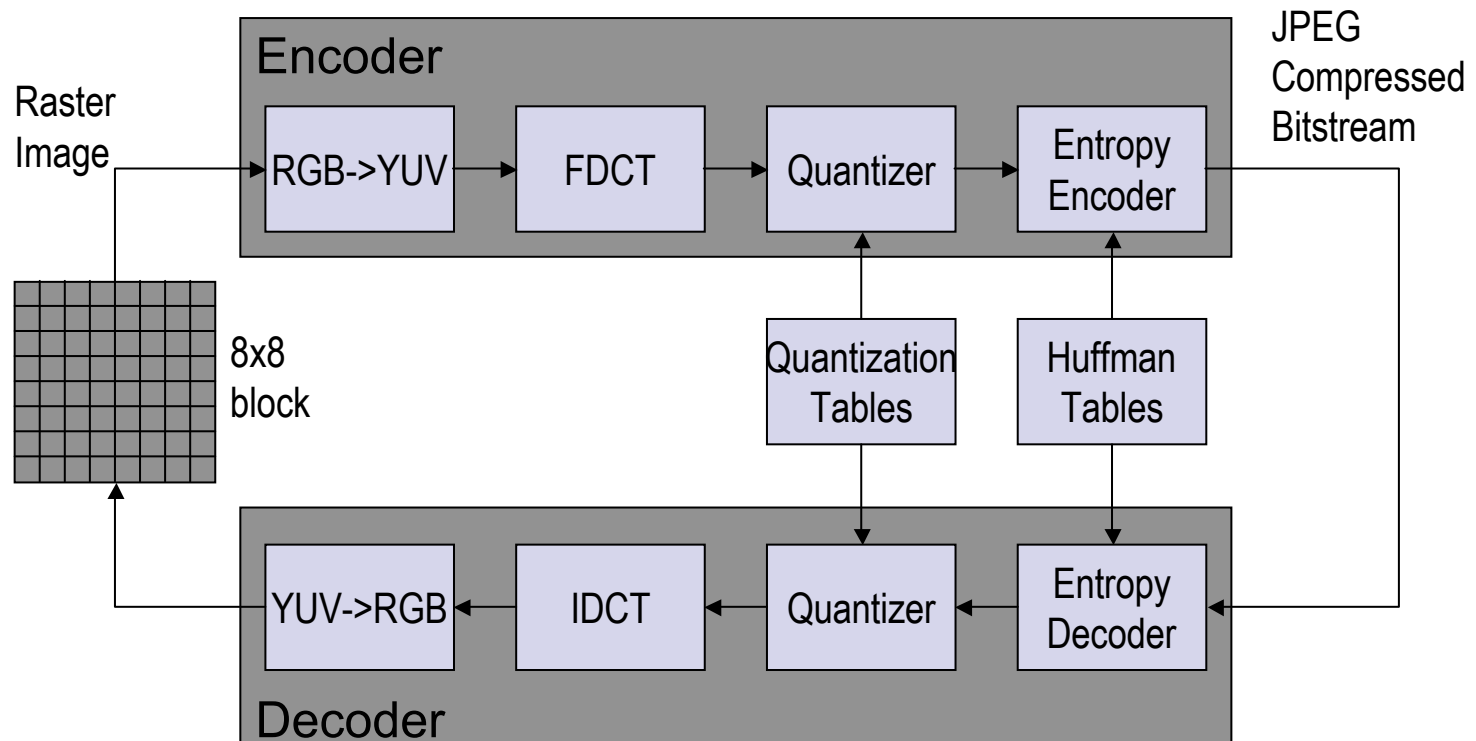 Encoder
JPEG
Compressed
Bitstream
Raster
Image
RGB->YUV
FDCT
Quantizer
Entropy
Encoder
8x8
block
Quantization
Tables
Huffman
Tables
YUV->RGB
IDCT
Quantizer
Entropy
Decoder
Decoder